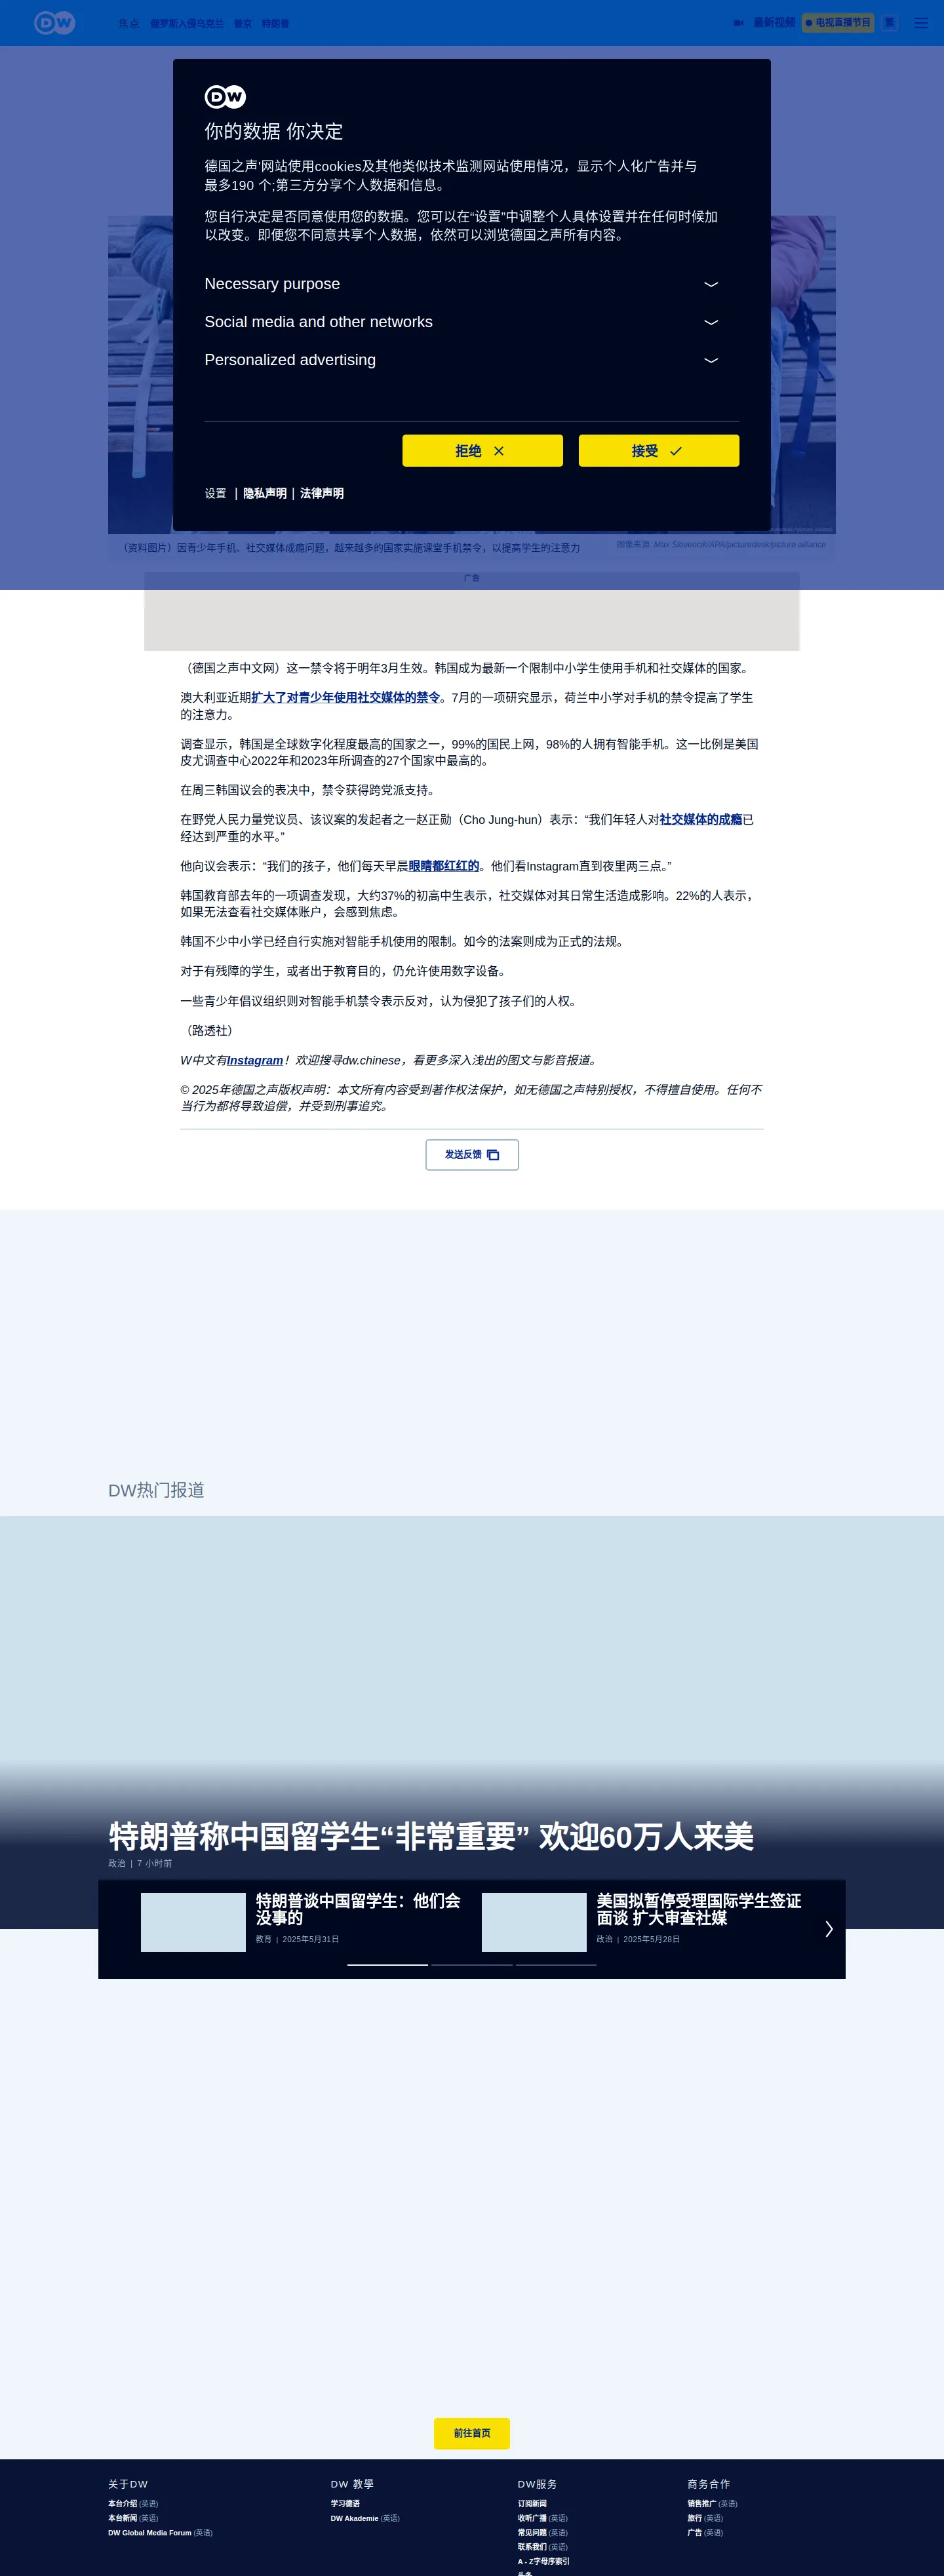 DW
焦点 俄罗斯入侵乌克兰 普京 特朗普
最新视频 电视直播节目 繁
DW
你的数据 你决定
德国之声'网站使用cookies及其他类似技术监测网站使用情况，显示个人化广告并与
最多190 个;第三方分享个人数据和信息。
您自行决定是否同意使用您的数据。您可以在“设置”中调整个人具体设置并在任何时候加
以改变。即便您不同意共享个人数据，依然可以浏览德国之声所有内容。
Necessary purpose
Social media and other networks
Personalized advertising
拒绝
接受
设置 | 隐私声明 | 法律声明
（资料图片）因青少年手机、社交媒体成瘾问题，越来越多的国家实施课堂手机禁令，以提高学生的注意力
图像来源: Max Slovencik/APA/picturedesk/picture alliance
广告
（德国之声中文网）这一禁令将于明年3月生效。韩国成为最新一个限制中小学生使用手机和社交媒体的国家。
澳大利亚近期扩大了对青少年使用社交媒体的禁令。7月的一项研究显示，荷兰中小学对手机的禁令提高了学生
的注意力。
调查显示，韩国是全球数字化程度最高的国家之一，99%的国民上网，98%的人拥有智能手机。这一比例是美国
皮尤调查中心2022年和2023年所调查的27个国家中最高的。
在周三韩国议会的表决中，禁令获得跨党派支持。
在野党人民力量党议员、该议案的发起者之一赵正勋（Cho Jung-hun）表示：“我们年轻人对社交媒体的成瘾已
经达到严重的水平。”
他向议会表示：“我们的孩子，他们每天早晨眼睛都红红的。他们看Instagram直到夜里两三点。”
韩国教育部去年的一项调查发现，大约37%的初高中生表示，社交媒体对其日常生活造成影响。22%的人表示，
如果无法查看社交媒体账户，会感到焦虑。
韩国不少中小学已经自行实施对智能手机使用的限制。如今的法案则成为正式的法规。
对于有残障的学生，或者出于教育目的，仍允许使用数字设备。
一些青少年倡议组织则对智能手机禁令表示反对，认为侵犯了孩子们的人权。
（路透社）
W中文有Instagram！欢迎搜寻dw.chinese，看更多深入浅出的图文与影音报道。
© 2025年德国之声版权声明：本文所有内容受到著作权法保护，如无德国之声特别授权，不得擅自使用。任何不
当行为都将导致追偿，并受到刑事追究。
发送反馈
DW热门报道
特朗普称中国留学生“非常重要” 欢迎60万人来美
政治 | 7 小时前
特朗普谈中国留学生：他们会
没事的
教育 | 2025年5月31日
美国拟暂停受理国际学生签证
面谈 扩大审查社媒
政治 | 2025年5月28日
前往首页
关于DW
本台介绍 (英语)
本台新闻 (英语)
DW Global Media Forum (英语)
DW 教學
学习德语
DW Akademie (英语)
DW服务
订阅新闻
收听广播 (英语)
常见问题 (英语)
联系我们 (英语)
A - Z字母序索引
商务合作
销售推广 (英语)
旅行 (英语)
广告 (英语)